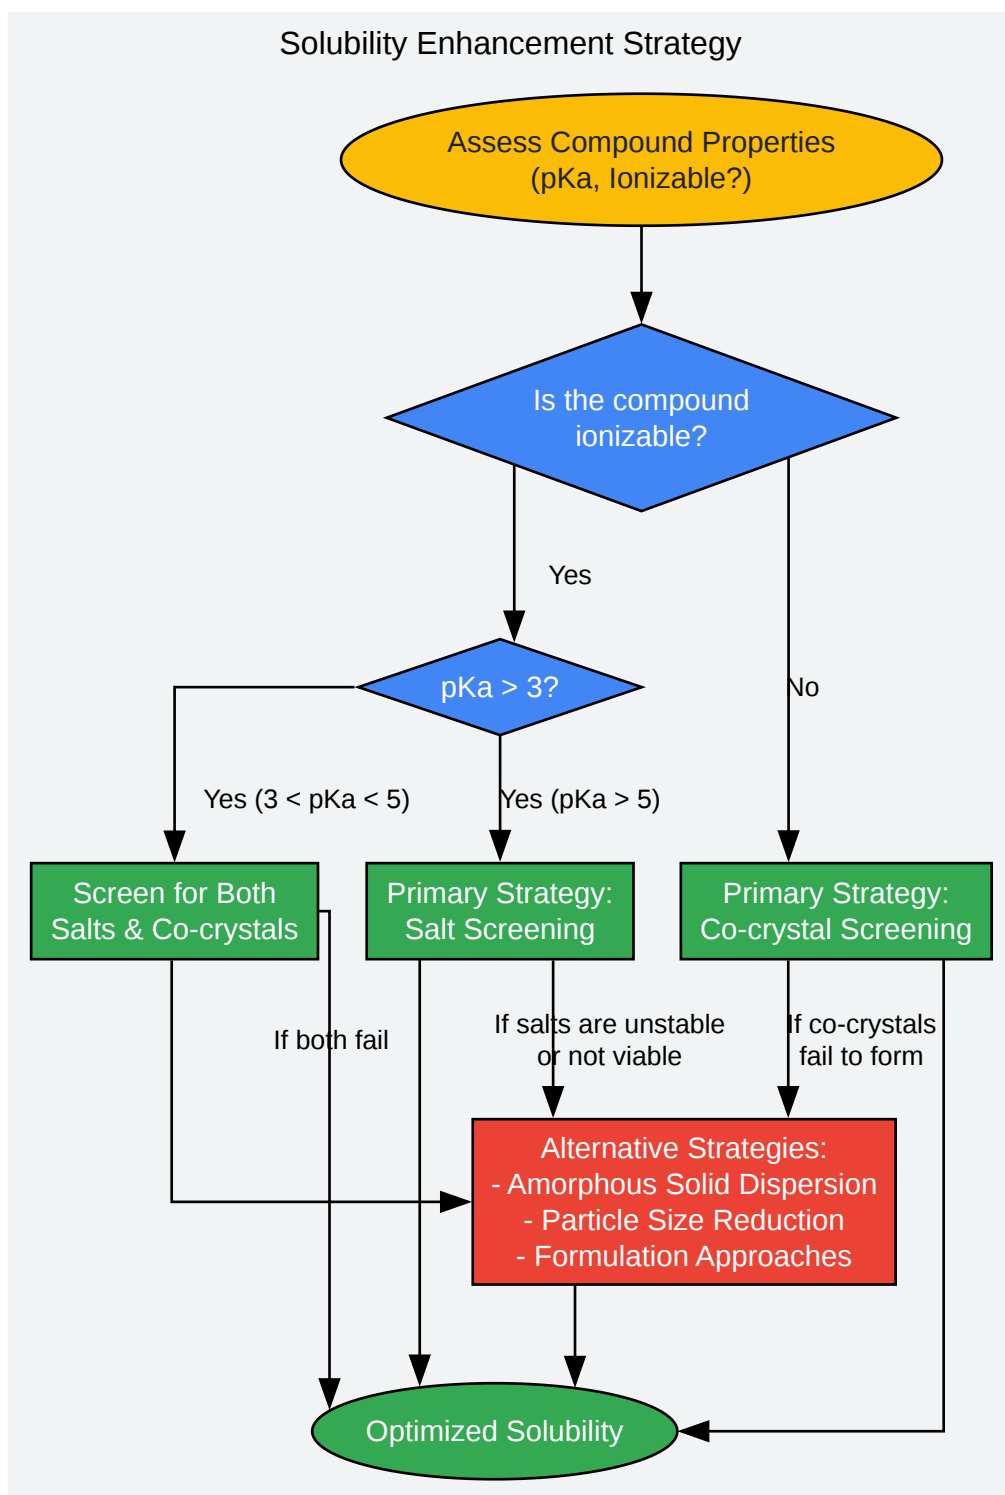 Solubility Enhancement Strategy
Assess Compound Properties
(pKa, Ionizable?)
Is the compound
ionizable?
Yes
No
pKa > 3?
Yes (3 < pKa < 5)
Yes (pKa > 5)
Screen for Both
Salts & Co-crystals
Primary Strategy:
Salt Screening
Primary Strategy:
Co-crystal Screening
If both fail
If salts are unstable
or not viable
If co-crystals
fail to form
Alternative Strategies:
- Amorphous Solid Dispersion
- Particle Size Reduction
- Formulation Approaches
Optimized Solubility